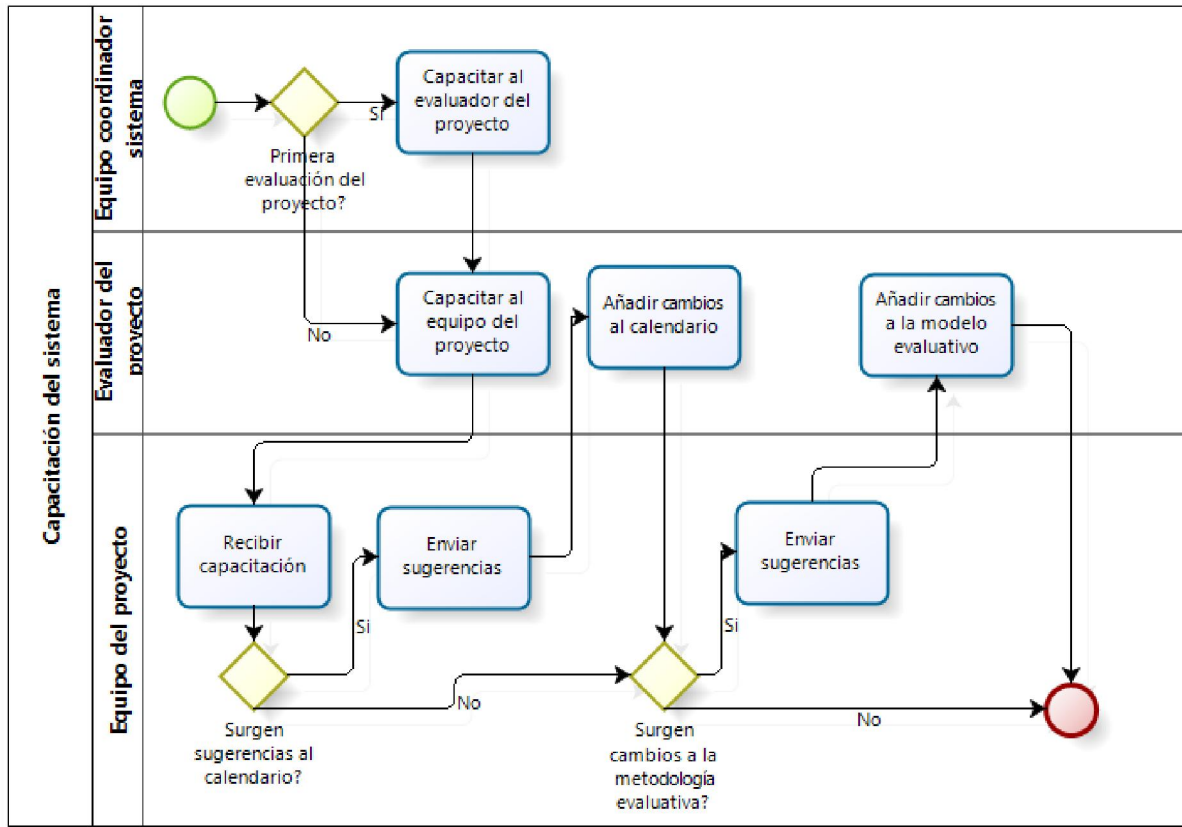 Capacitación del sistema
Equipo coordinador
sistema
Primera
evaluación del
proyecto?
Si
No
Capacitar al
evaluador del
proyecto
Evaluador del
proyecto
Capacitar al
equipo del
proyecto
Añadir cambios
al calendario
Añadir cambios
a la modelo
evaluativo
Equipo del proyecto
Recibir
capacitación
Surgen
sugerencias al
calendario?
Si
No
Enviar
sugerencias
Surgen
cambios a la
metodología
evaluativa?
Si
No
Enviar
sugerencias